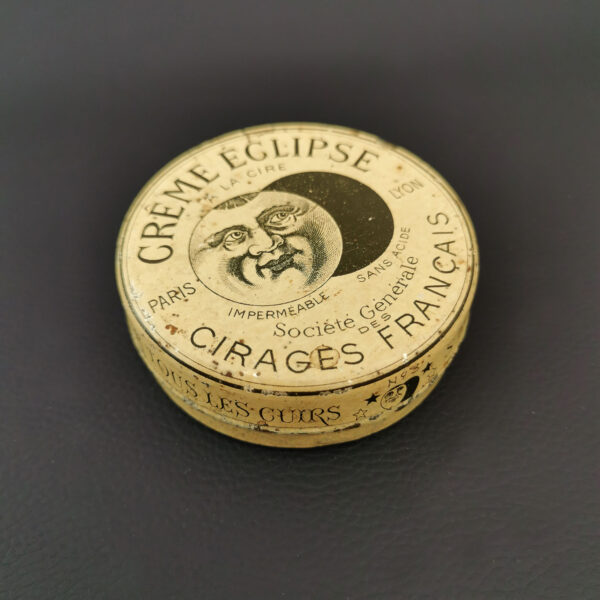 CRÈME ÉCLIPSE
LA CIRE
PARIS
LYON
IMPERMÉABLE
SANS ACIDE
Société Générale
DES
CIRAGES FRANÇAIS
TOUS LES CUIRS